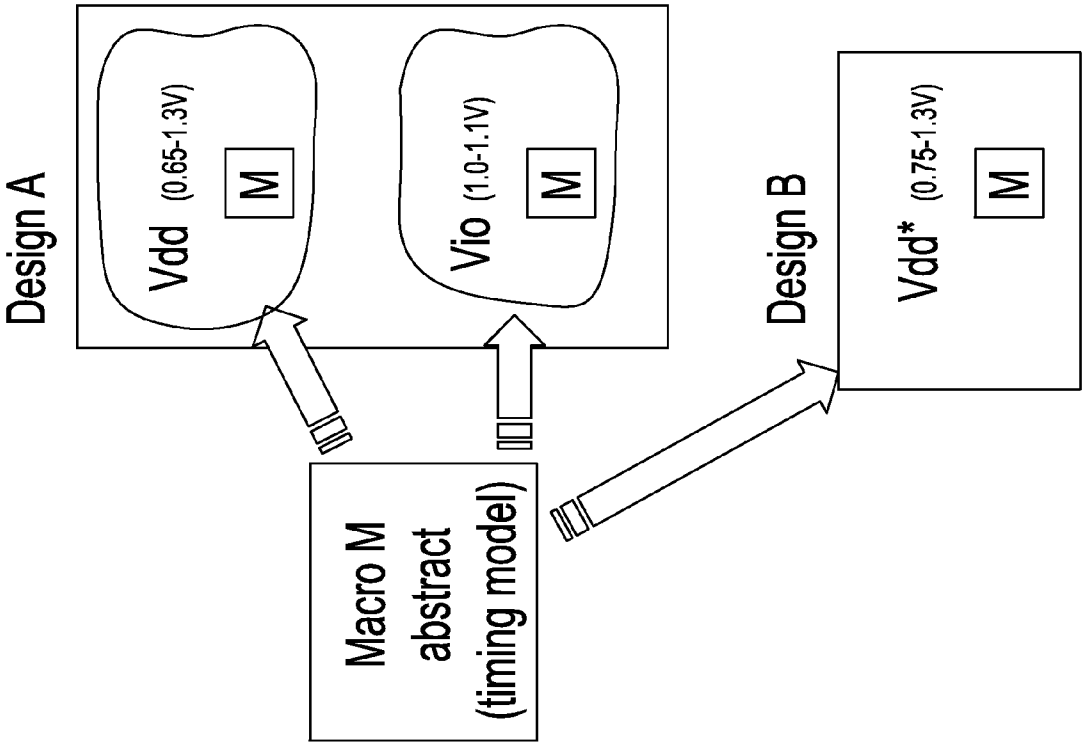 Design A
Vdd (0.65-1.3V)
M
Vio (1.0-1.1V)
M
Macro M
abstract
(timing model)
Design B
Vdd* (0.75-1.3V)
M